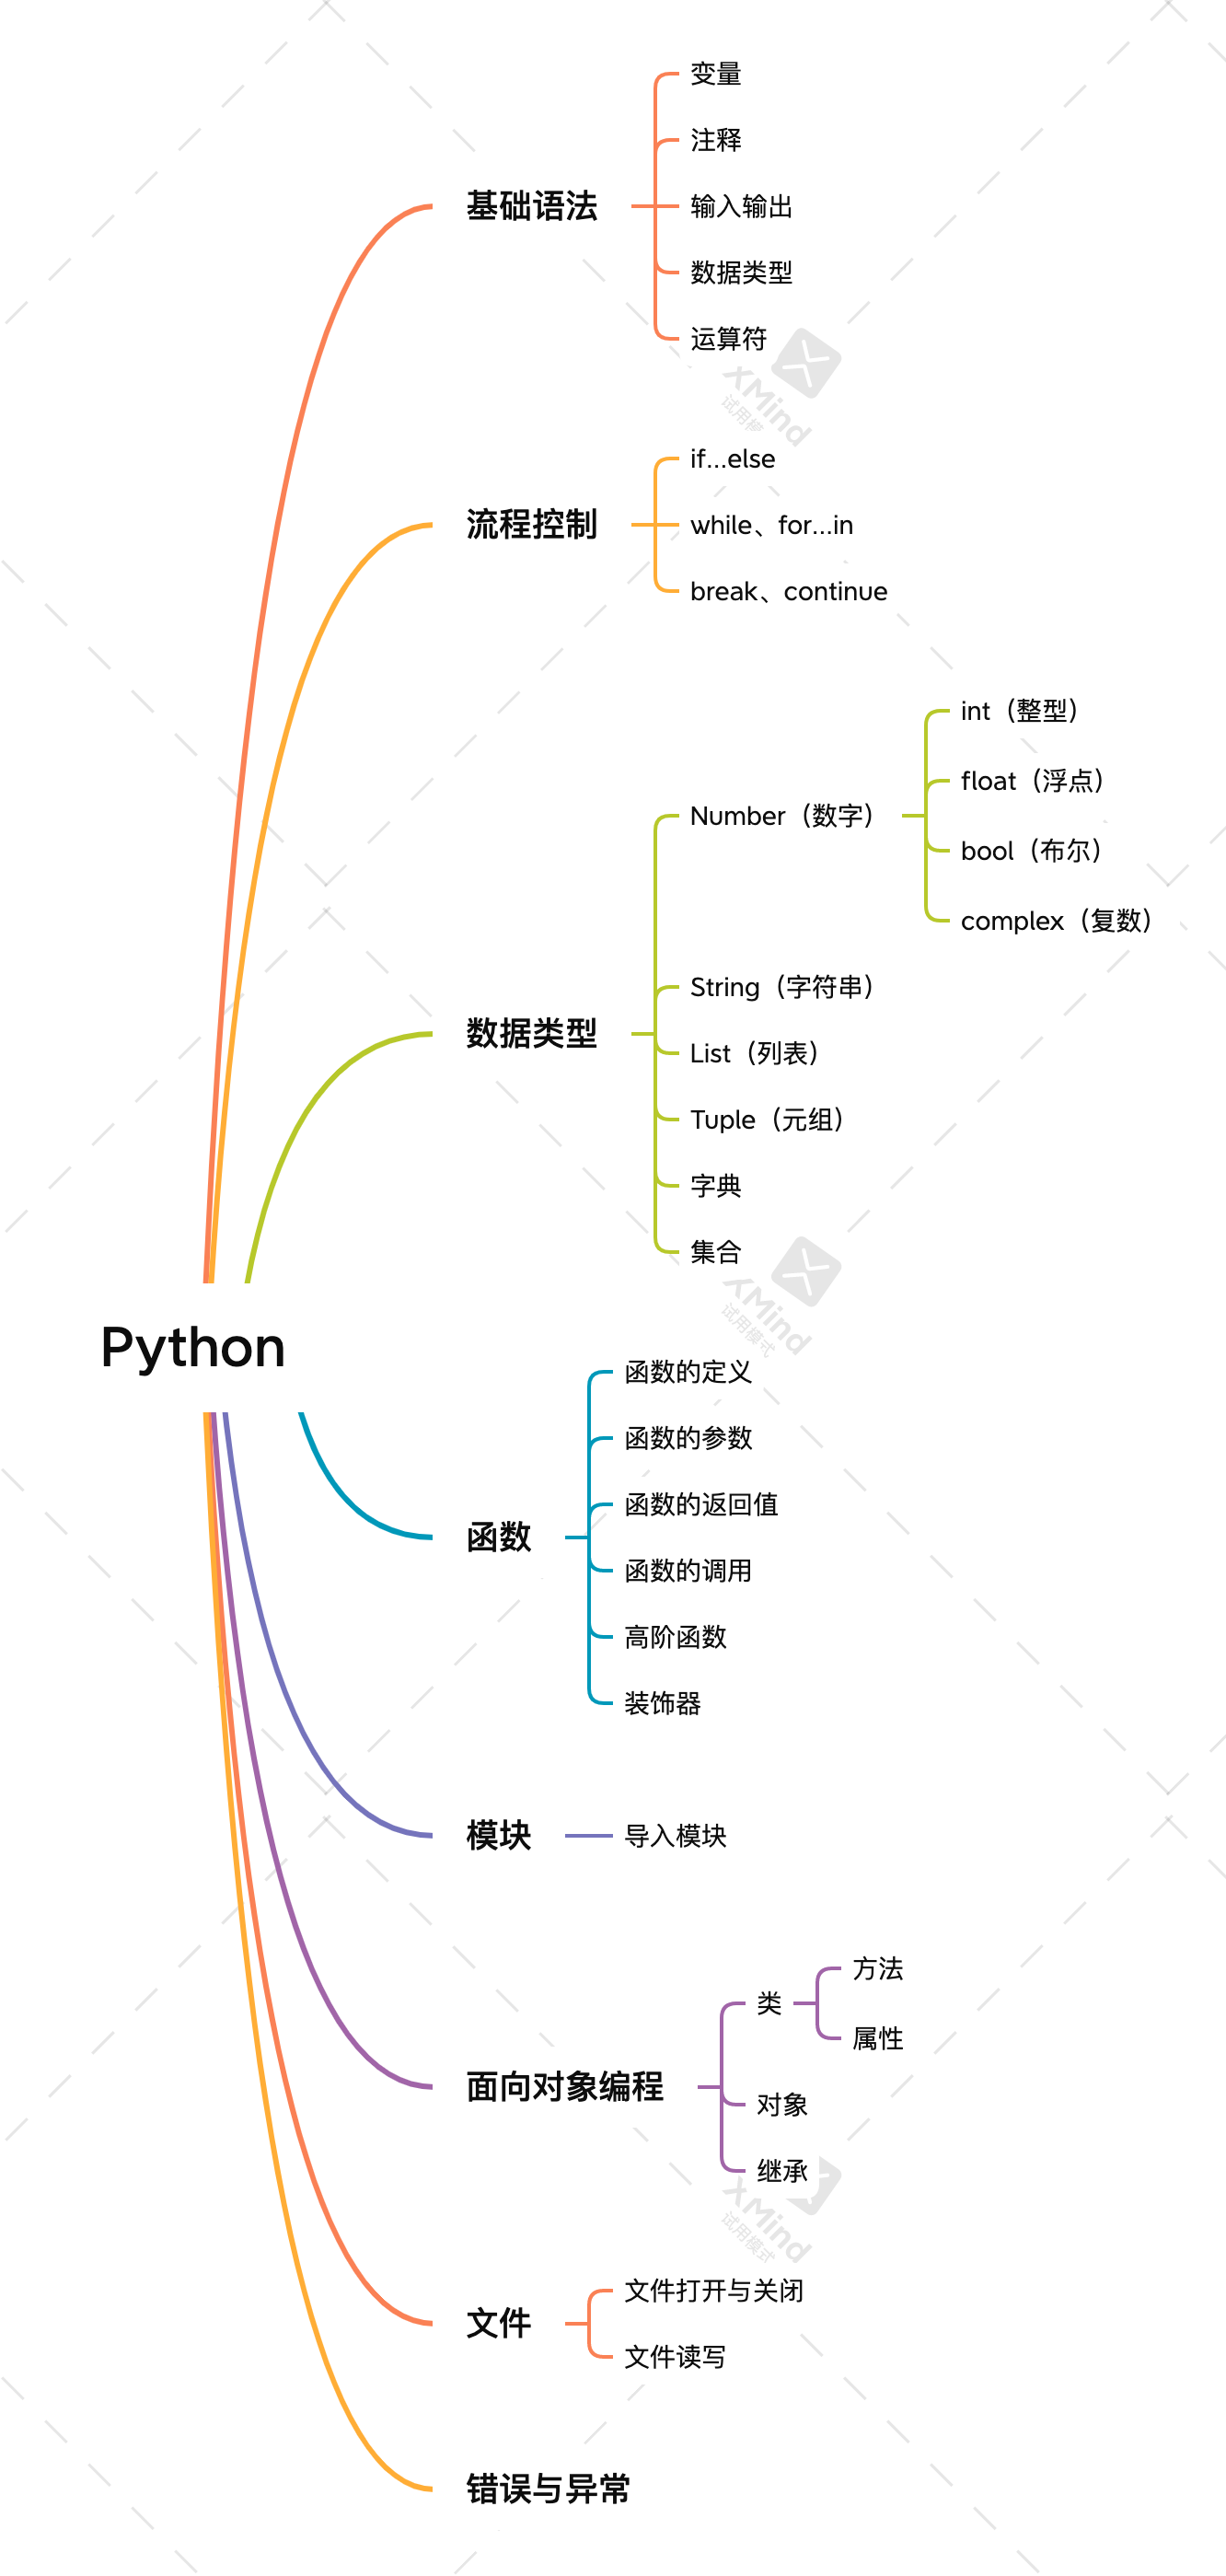 变量
注释
基础语法
输入输出
数据类型
运算符
XMind
试用模
if...else
流程控制
while、for...in
break、continue
int（整型）
float（浮点）
Number（数字）
bool（布尔）
complex（复数）
String（字符串）
数据类型
List（列表）
Tuple（元组）
字典
集合
XMind
试用模式
Python
函数的定义
函数的参数
函数的返回值
函数
函数的调用
高阶函数
装饰器
模块
导入模块
方法
类
属性
面向对象编程
对象
继承
XMind
试用模式
文件打开与关闭
文件
文件读写
错误与异常